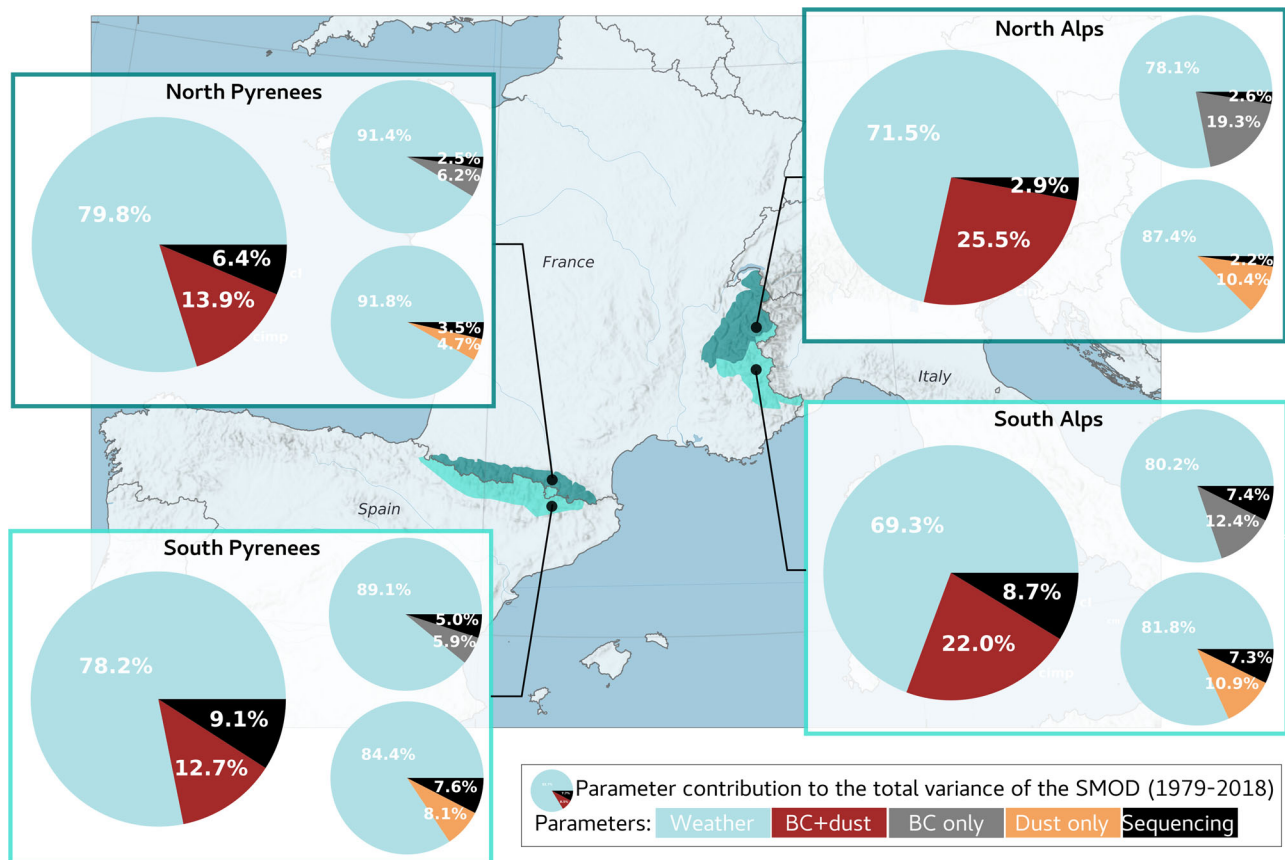 North Pyrenees
79.8%
6.4%
13.9%
cl
cimp
91.4%
2.5%
6.2%
91.8%
3.5%
4.7%
North Alps
71.5%
2.9%
25.5%
cimp
78.1%
2.6%
19.3%
87.4%
2.2%
10.4%
France
Italy
Spain
South Pyrenees
78.2%
9.1%
12.7%
89.1%
5.0%
5.9%
84.4%
7.6%
8.1%
South Alps
69.3%
8.7%
22.0%
cl
cimp
80.2%
7.4%
12.4%
81.8%
7.3%
10.9%
Parameter contribution to the total variance of the SMOD (1979-2018)
Parameters: Weather BC+dust BC only Dust only Sequencing